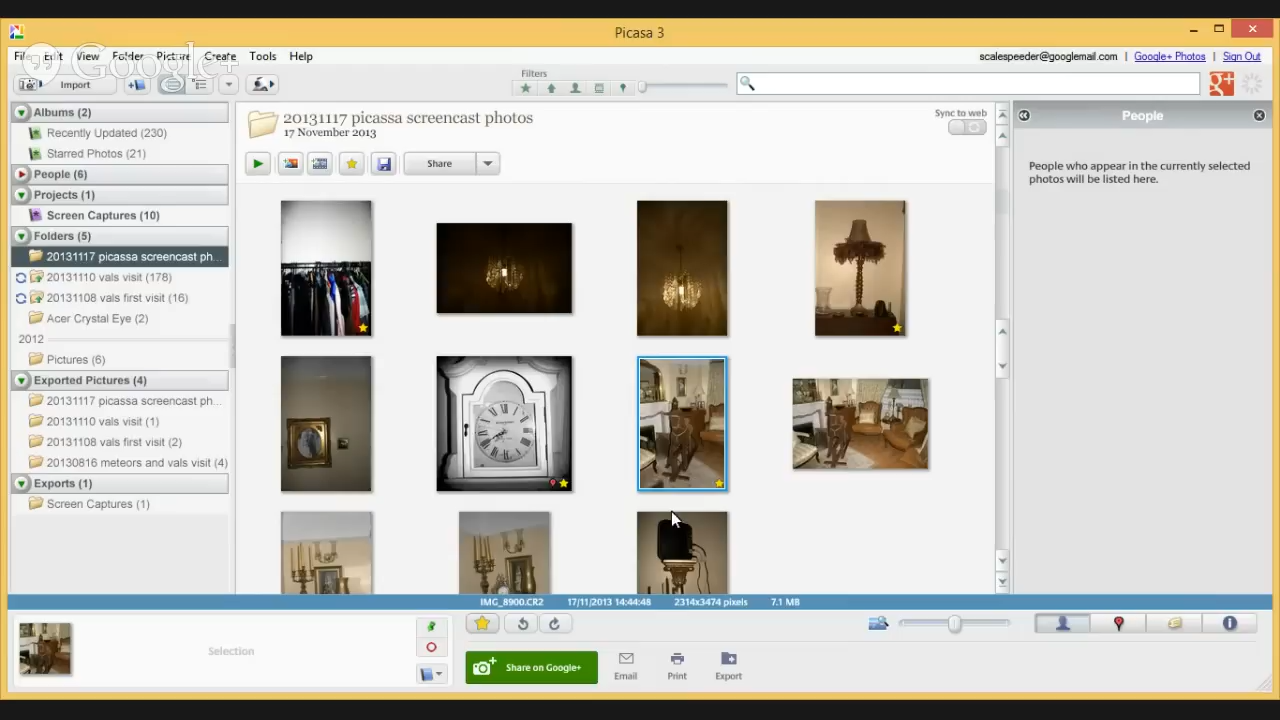 Picasa 3
File Edit View Folder Picture Create Tools Help
Google+
scalespeeder@googlemail.com | Google+ Photos | Sign Out
Import
Filters
g+
Albums (2)
Recently Updated (230)
Starred Photos (21)
People (6)
Projects (1)
Screen Captures (10)
Folders (5)
20131117 picassa screencast ph...
20131110 vals visit (178)
20131108 vals first visit (16)
Acer Crystal Eye (2)
2012
Pictures (6)
Exported Pictures (4)
20131117 picassa screencast ph...
20131110 vals visit (1)
20131108 vals first visit (2)
20130816 meteors and vals visit (4)
Exports (1)
Screen Captures (1)
20131117 picassa screencast photos
17 November 2013
Sync to web
Share
People
People who appear in the currently selected
photos will be listed here.
IMG_8900.CR2 17/11/2013 14:44:48 2314x3474 pixels 7.1 MB
Selection
Share on Google+
Email
Print
Export